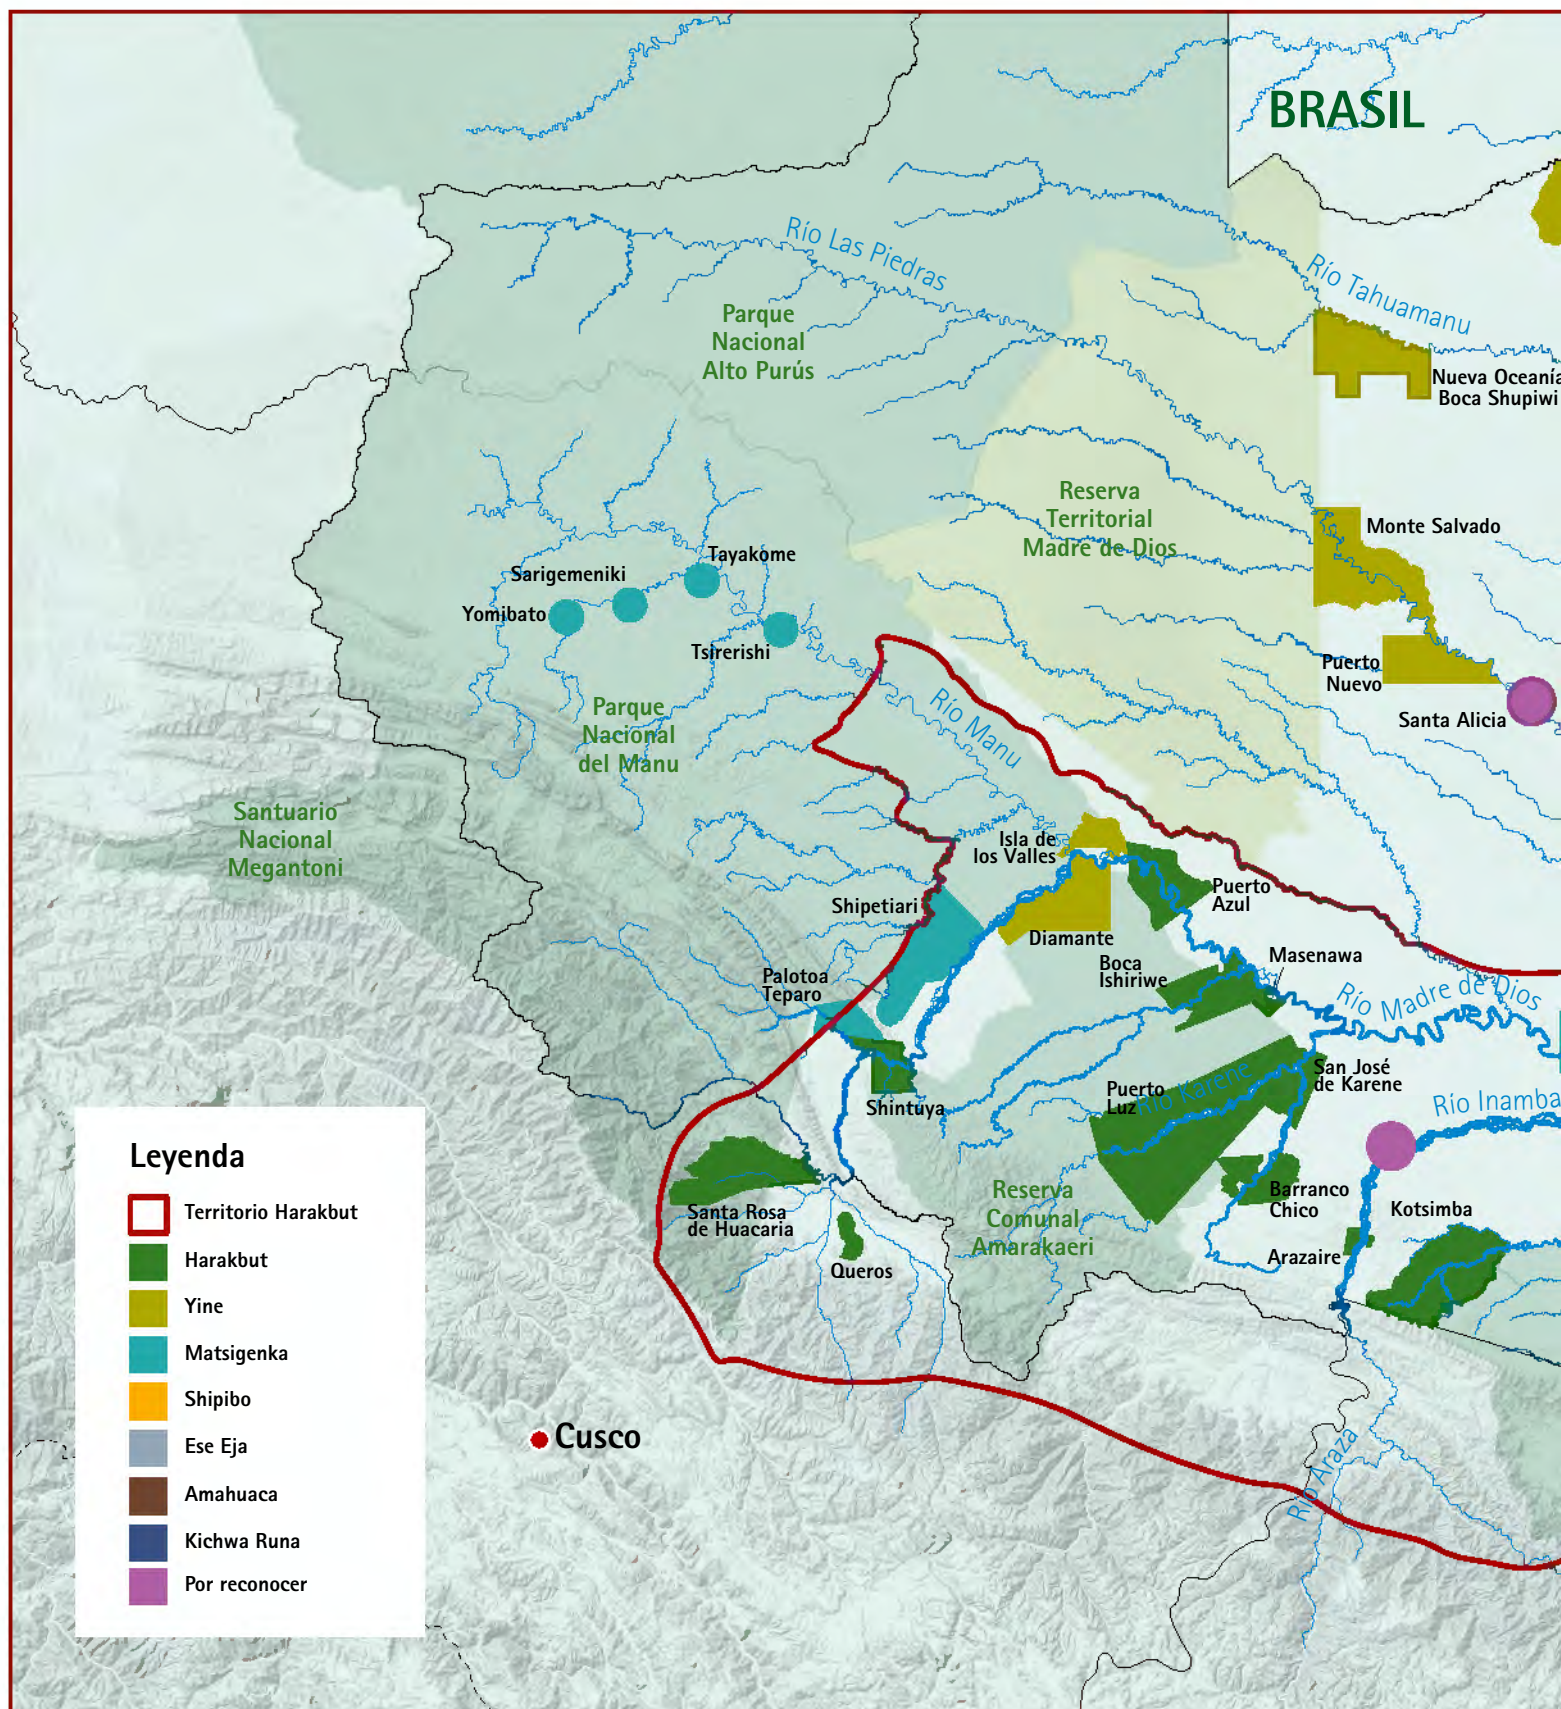 BRASIL
Río Las Piedras
Río Tahuamanu
Parque
Nacional
Alto Purús
Nueva Oceanía
Boca Shupiwi
Reserva
Territorial
Madre de Dios
Monte Salvado
Tayakome
Sarigemeniki
Yomibato
Tsirerishi
Puerto
Nuevo
Santa Alicia
Río Manu
Parque
Nacional
del Manu
Santuario
Nacional
Megantoni
Isla de
los Valles
Shipetiari
Puerto
Azul
Diamante
Palotoa
Teparo
Boca
Ishiriwe
Masenawa
Río Madre de Dios
San José
de Karene
Puerto
Luz
Río Karene
Shintuya
Río Inamba
Reserva
Comunal
Amarakaeri
Barranco
Chico
Kotsimba
Santa Rosa
de Huacaria
Arazaire
Queros
Cusco
Río Araza
Leyenda
Territorio Harakbut
Harakbut
Yine
Matsigenka
Shipibo
Ese Eja
Amahuaca
Kichwa Runa
Por reconocer